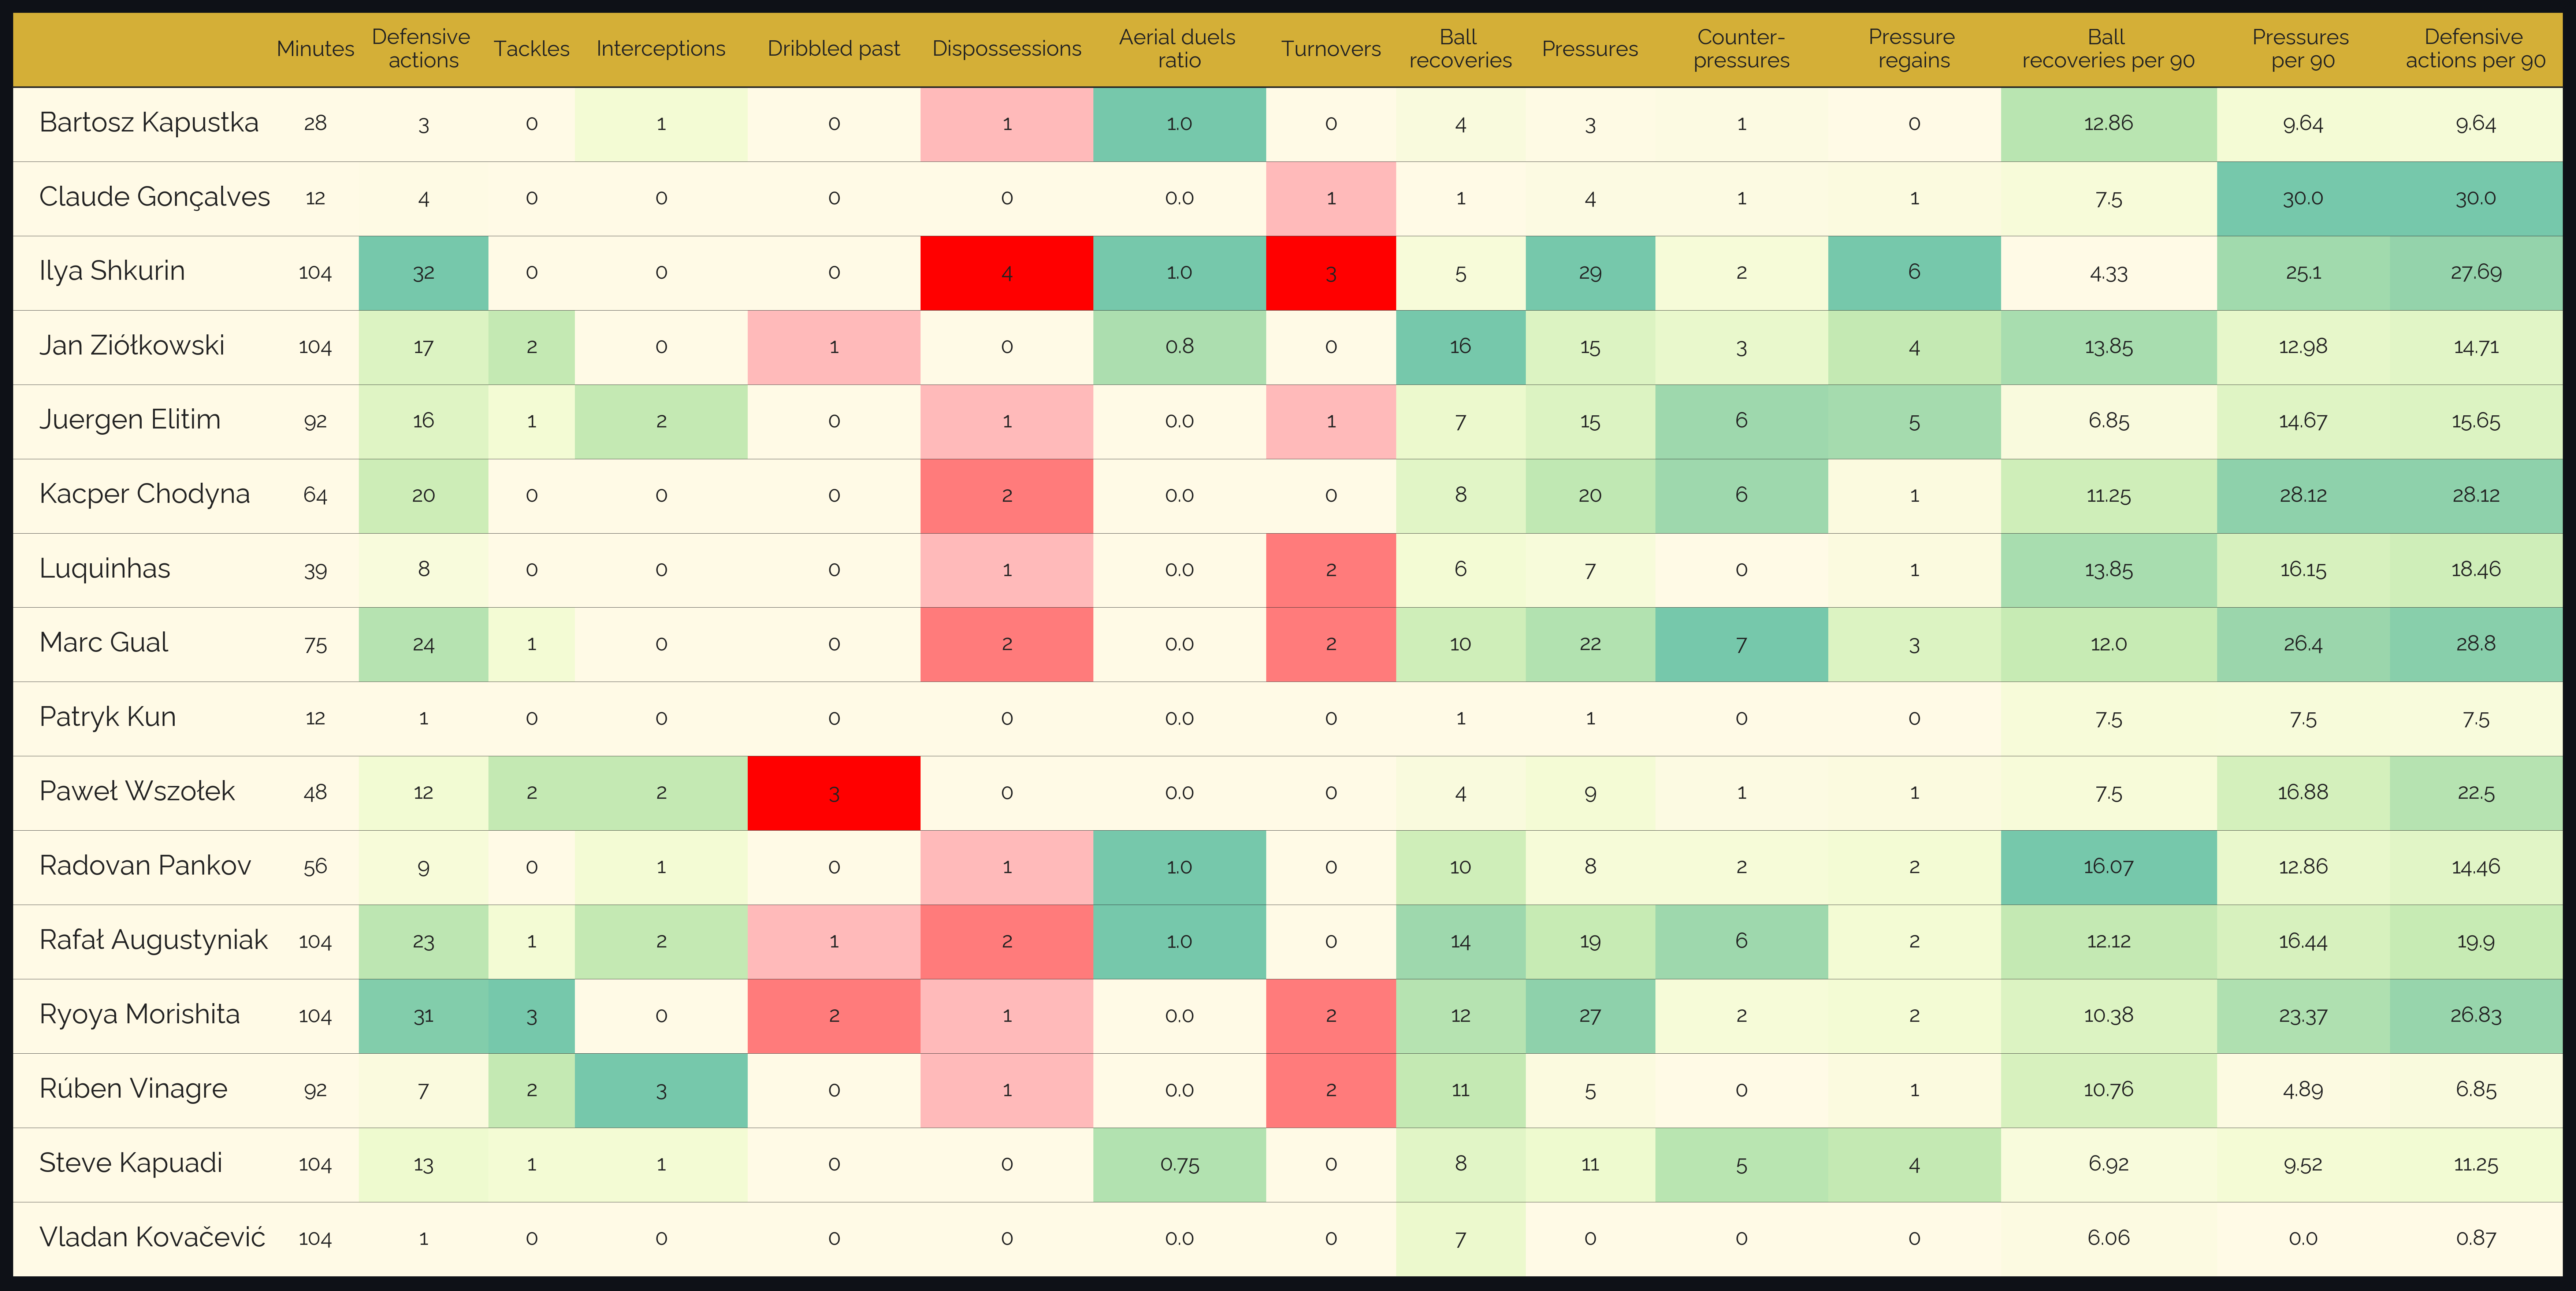 Minutes Defensive actions Tackles Interceptions Dribbled past Dispossessions Aerial duels ratio Turnovers Ball recoveries Pressures Counter-pressures Pressure regains Ball recoveries per 90 Pressures per 90 Defensive actions per 90
Bartosz Kapustka 28 3 0 1 0 1 1.0 0 4 3 1 0 12.86 9.64 9.64
Claude Gonçalves 12 4 0 0 0 0 0.0 1 1 4 1 1 7.5 30.0 30.0
Ilya Shkurin 104 32 0 0 0 4 1.0 3 5 29 2 6 4.33 25.1 27.69
Jan Ziółkowski 104 17 2 0 1 0 0.8 0 16 15 3 4 13.85 12.98 14.71
Juergen Elitim 92 16 1 2 0 1 0.0 1 7 15 6 5 6.85 14.67 15.65
Kacper Chodyna 64 20 0 0 0 2 0.0 0 8 20 6 1 11.25 28.12 28.12
Luquinhas 39 8 0 0 0 1 0.0 2 6 7 0 1 13.85 16.15 18.46
Marc Gual 75 24 1 0 0 2 0.0 2 10 22 7 3 12.0 26.4 28.8
Patryk Kun 12 1 0 0 0 0 0.0 0 1 1 0 0 7.5 7.5 7.5
Paweł Wszołek 48 12 2 2 3 0 0.0 0 4 9 1 1 7.5 16.88 22.5
Radovan Pankov 56 9 0 1 0 1 1.0 0 10 8 2 2 16.07 12.86 14.46
Rafał Augustyniak 104 23 1 2 1 2 1.0 0 14 19 6 2 12.12 16.44 19.9
Ryoya Morishita 104 31 3 0 2 1 0.0 2 12 27 2 2 10.38 23.37 26.83
Rúben Vinagre 92 7 2 3 0 1 0.0 2 11 5 0 1 10.76 4.89 6.85
Steve Kapuadi 104 13 1 1 0 0 0.75 0 8 11 5 4 6.92 9.52 11.25
Vladan Kovačević 104 1 0 0 0 0 0.0 0 7 0 0 0 6.06 0.0 0.87